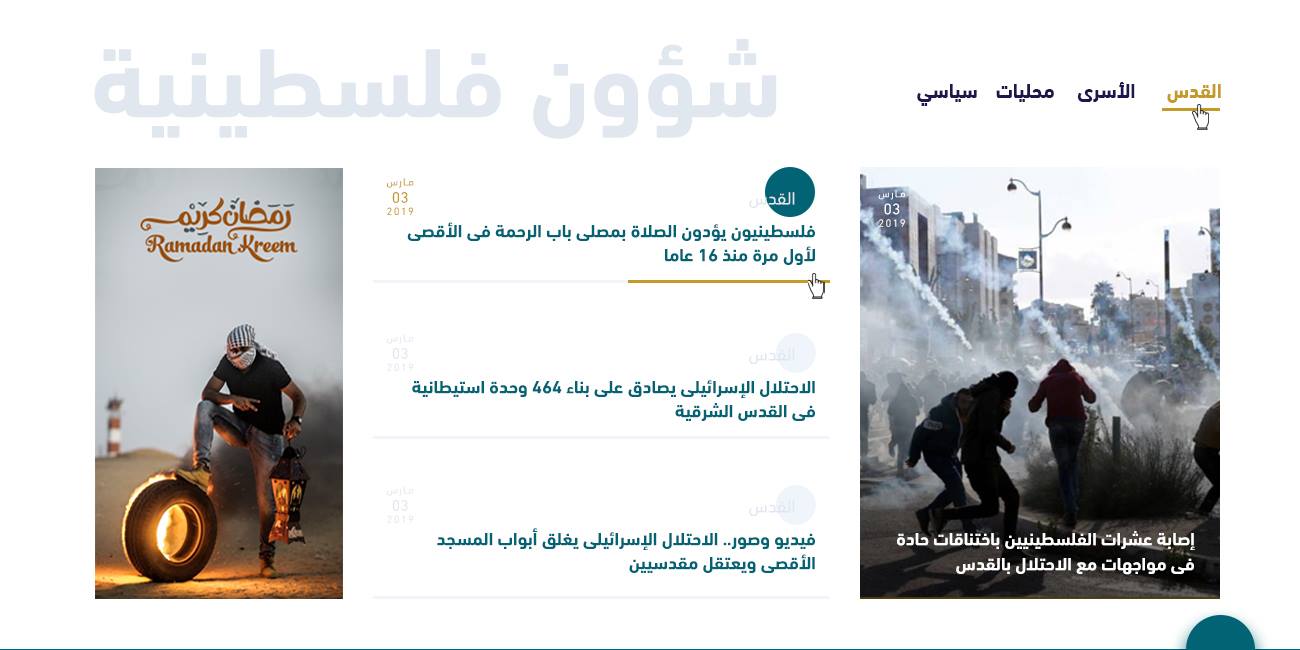 شؤون فلسطينية
القدس
الأسرى
محليات
سياسي
مارس
03
2019
إصابة عشرات الفلسطينيين باختناقات حادة
فى مواجهات مع الاحتلال بالقدس
القدس
مارس
03
2019
فلسطينيون يؤدون الصلاة بمصلى باب الرحمة فى الأقصى
لأول مرة منذ 16 عاما
القدس
مارس
03
2019
الاحتلال الإسرائيلى يصادق على بناء 464 وحدة استيطانية
فى القدس الشرقية
القدس
مارس
03
2019
فيديو وصور.. الاحتلال الإسرائيلى يغلق أبواب المسجد
الأقصى ويعتقل مقدسيين
رمضان كريم
Ramadan Kreem